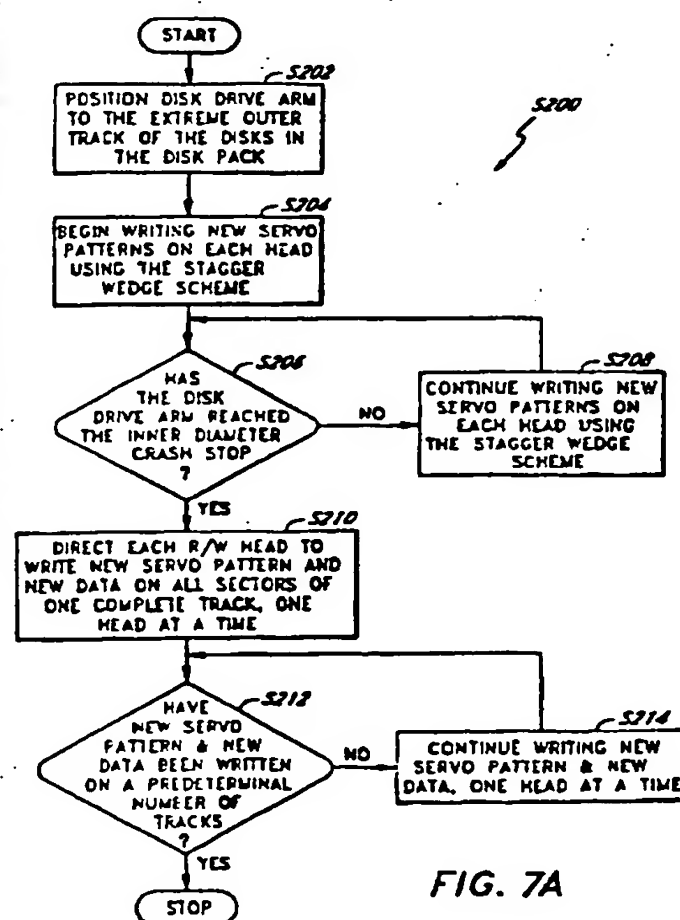 START
S202
POSITION DISK DRIVE ARM
TO THE EXTREME OUTER
TRACK OF THE DISKS IN
THE DISK PACK
S200
S204
BEGIN WRITING NEW SERVO
PATTERNS ON EACH HEAD
USING THE STAGGER
WEDGE SCHEME
S206
HAS
THE DISK
DRIVE ARM REACHED
THE INNER DIAMETER
CRASH STOP
?
NO
S208
CONTINUE WRITING NEW
SERVO PATTERNS ON
EACH HEAD USING
THE STAGGER WEDGE
SCHEME
YES
S210
DIRECT EACH R/W HEAD TO
WRITE NEW SERVO PATTERN AND
NEW DATA ON ALL SECTORS OF
ONE COMPLETE TRACK, ONE
HEAD AT A TIME
S212
HAVE
NEW SERVO
PATTERN & NEW
DATA BEEN WRITTEN
ON A PREDETERMINAL
NUMBER OF
TRACKS
?
NO
S214
CONTINUE WRITING NEW
SERVO PATTERN & NEW
DATA, ONE HEAD AT A TIME
YES
STOP
FIG. 7A